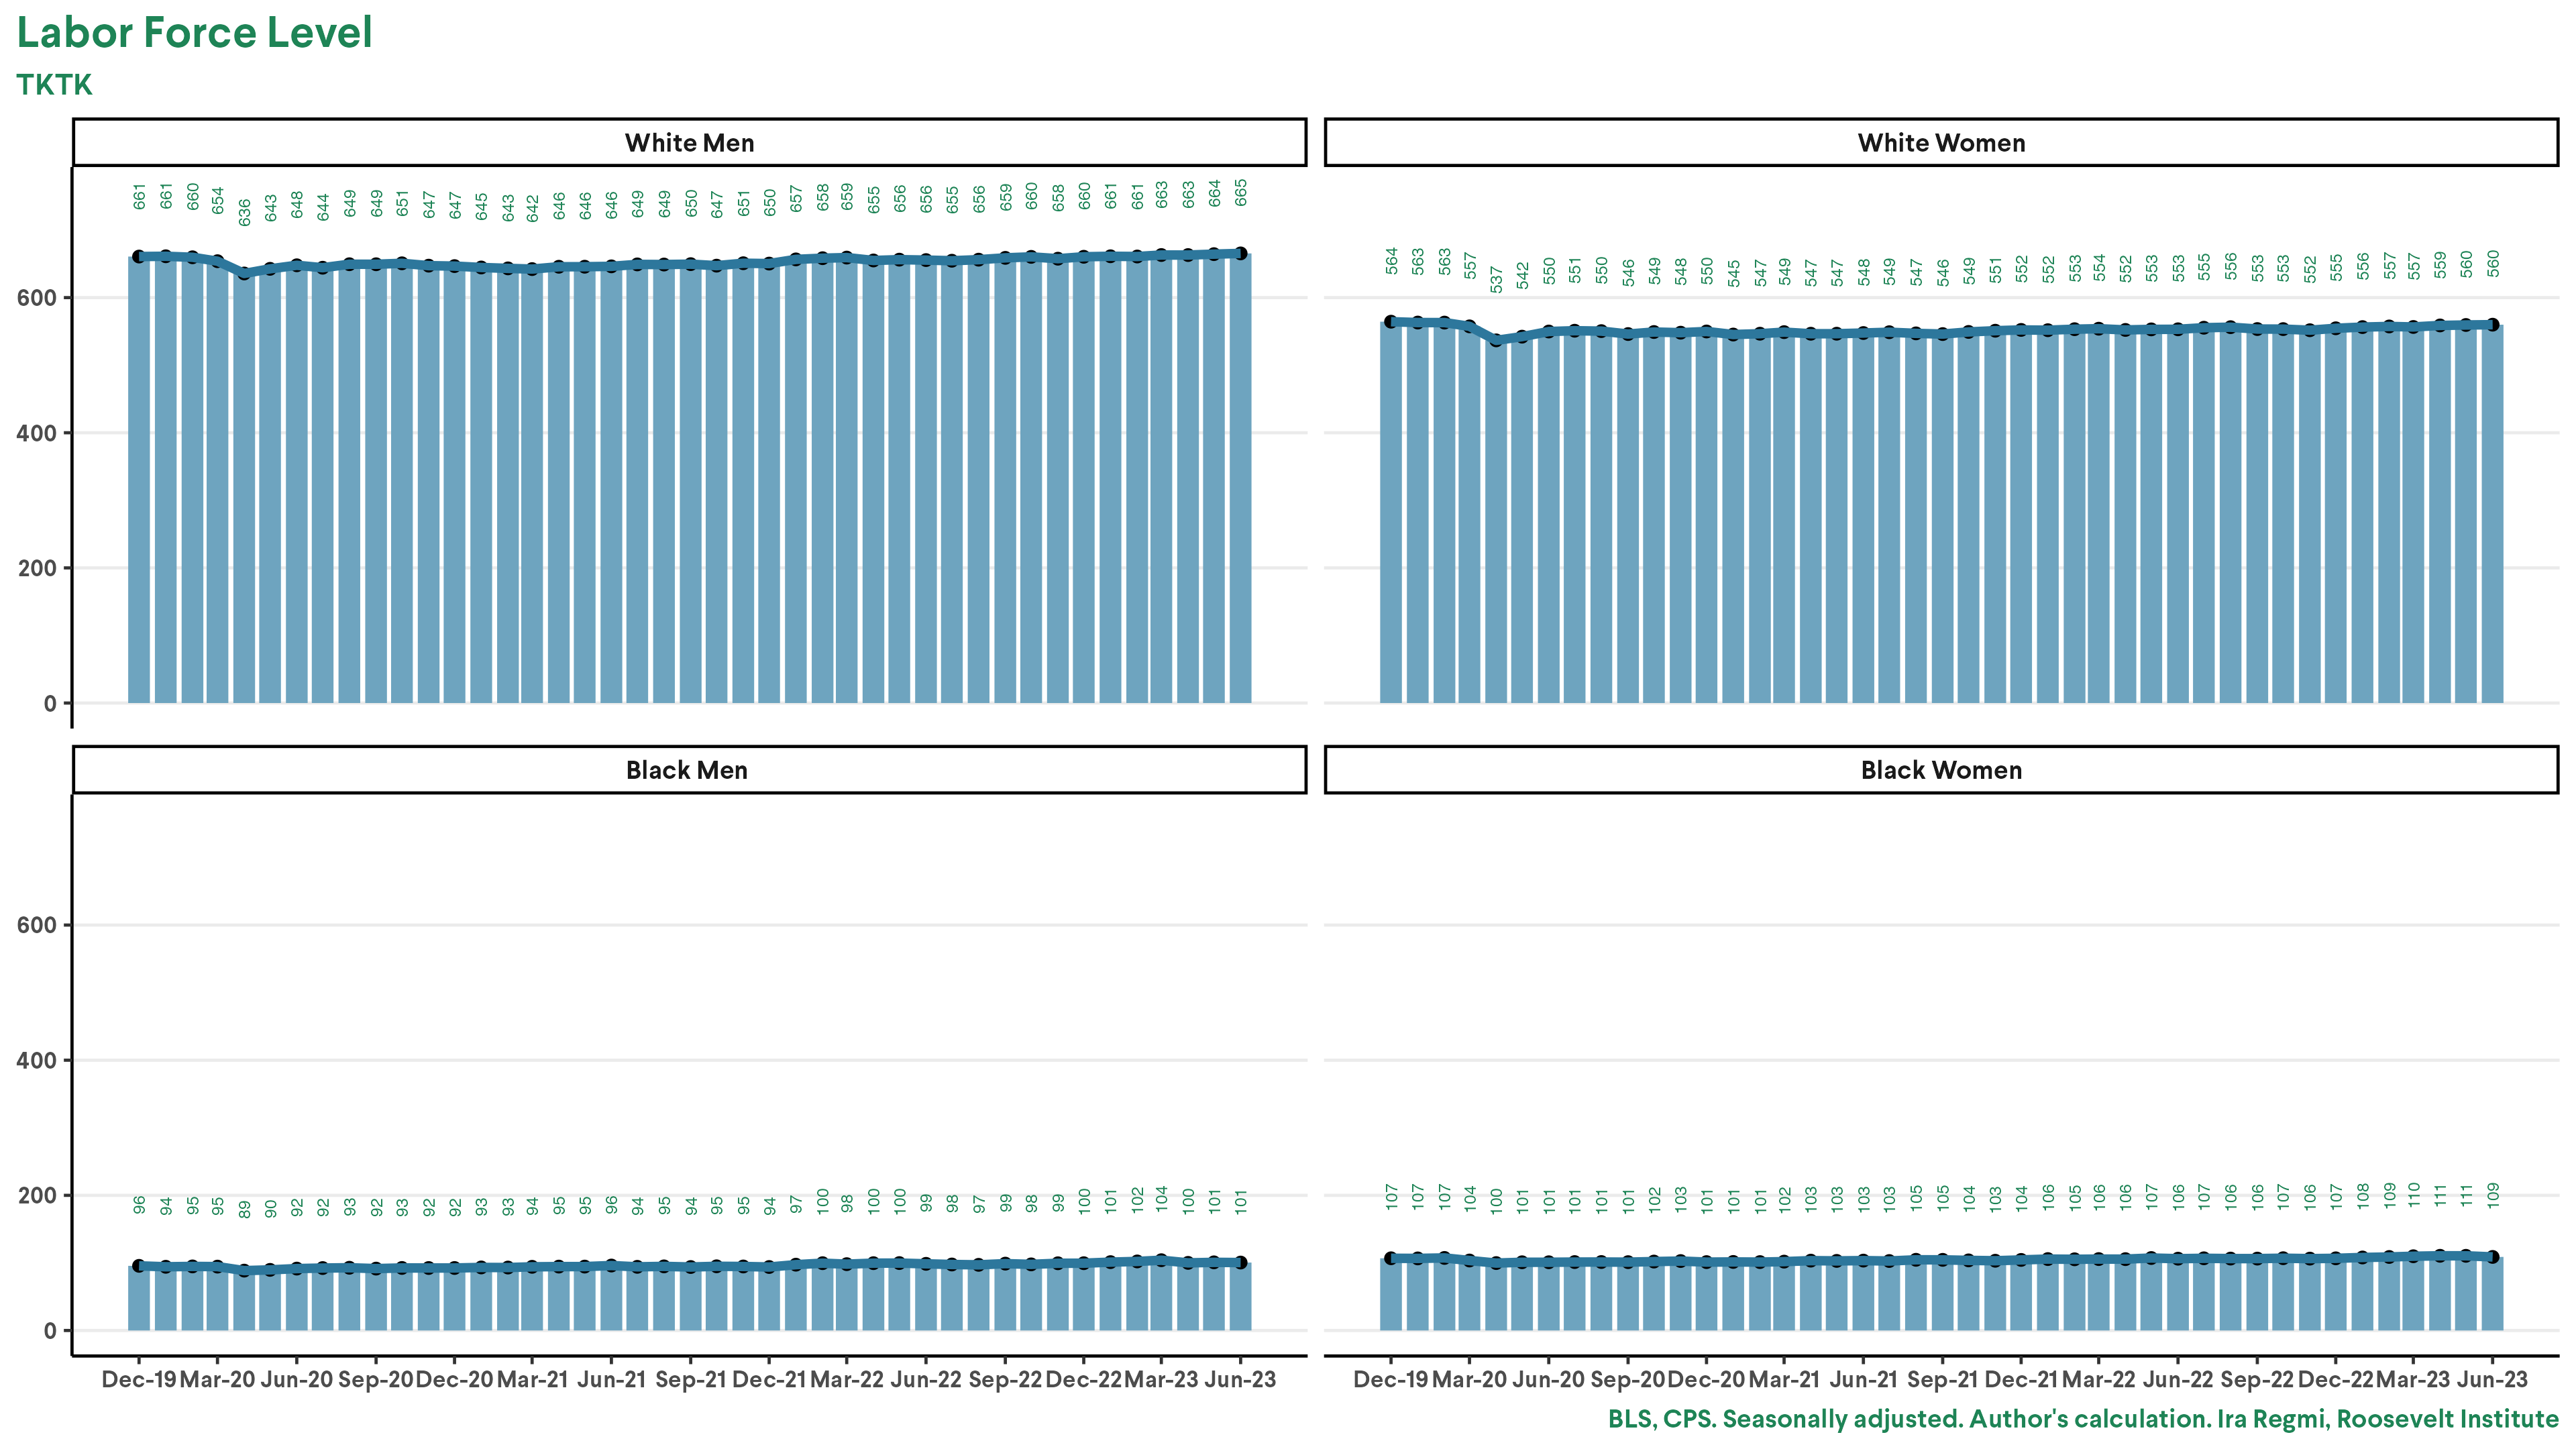 Labor Force Level
TKTK
White Men
White Women
661 661 660 654 636 643 648 644 649 649 651 647 647 645 643 642 646 646 646 649 649 650 647 651 650 657 658 659 655 656 656 655 656 659 660 658 660 661 661 663 663 664 665
564 563 563 557 537 542 550 551 550 546 549 548 550 545 547 549 547 547 548 549 547 546 549 551 552 552 553 554 552 553 553 555 556 553 553 552 555 556 557 557 559 560 560
600
400
200
0
Black Men
Black Women
600
400
200
0
96 94 95 95 89 90 92 92 93 92 93 92 92 93 93 94 95 95 96 94 95 94 95 95 94 97 100 98 100 100 99 98 97 99 98 99 100 101 102 104 100 101 101
107 107 107 104 100 101 101 101 101 101 102 103 101 101 101 102 103 103 103 103 105 105 104 103 104 106 105 106 106 107 106 107 106 106 107 106 107 108 109 110 111 111 109
Dec-19 Mar-20 Jun-20 Sep-20 Dec-20 Mar-21 Jun-21 Sep-21 Dec-21 Mar-22 Jun-22 Sep-22 Dec-22 Mar-23 Jun-23
Dec-19 Mar-20 Jun-20 Sep-20 Dec-20 Mar-21 Jun-21 Sep-21 Dec-21 Mar-22 Jun-22 Sep-22 Dec-22 Mar-23 Jun-23
BLS, CPS. Seasonally adjusted. Author's calculation. Ira Regmi, Roosevelt Institute